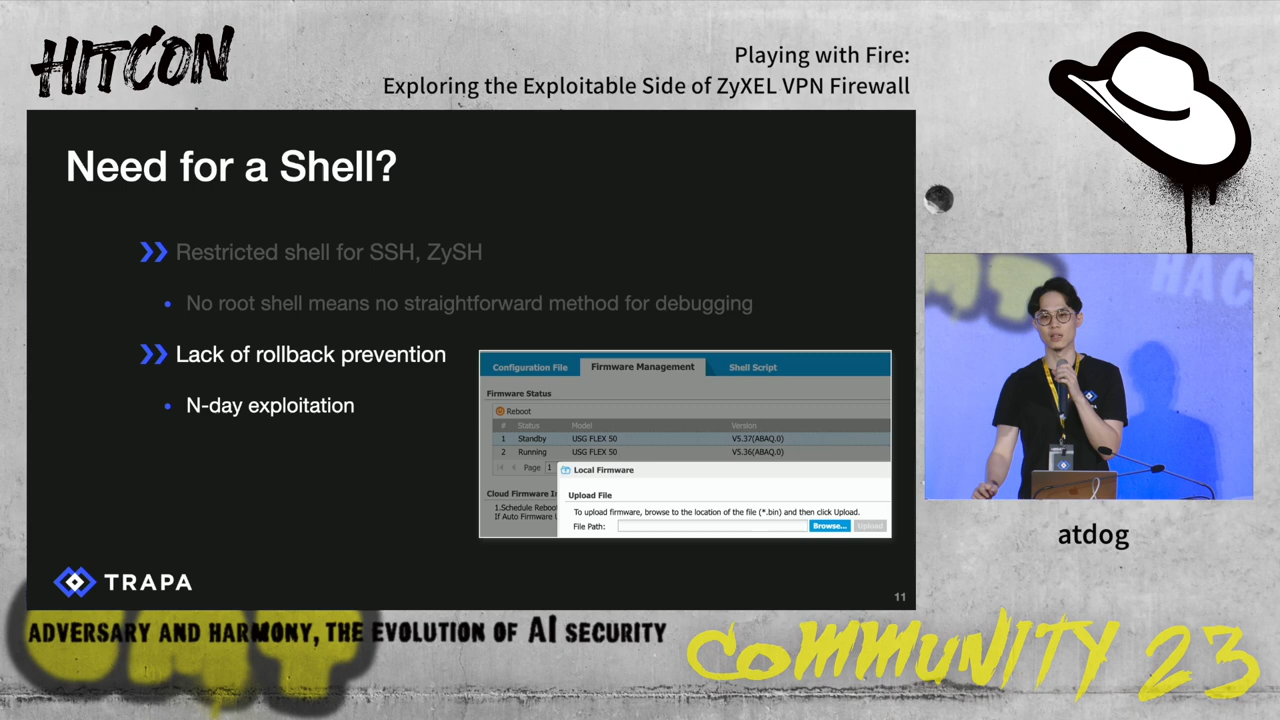 HITCON
Playing with Fire:
Exploring the Exploitable Side of ZyXEL VPN Firewall
Need for a Shell?
Restricted shell for SSH, ZySH
No root shell means no straightforward method for debugging
Lack of rollback prevention
N-day exploitation
Configuration File Firmware Management Shell Script
Firmware Status
Reboot
# Status Model Version
1 Standby USG FLEX 50 V5.37(ABAQ.0)
2 Running USG FLEX 50 V5.36(ABAQ.0)
Page 1
Local Firmware
Cloud Firmware
Upload File
1.Schedule Reboo
If Auto Firmware
To upload firmware, browse to the location of the file (*.bin) and then click Upload.
File Path: Browse... Upload
TRAPA
11
HAC
TRAPA
atdog
ADVERSARY AND HARMONY, THE EVOLUTION OF AI SECURITY
COMMUNITY 23